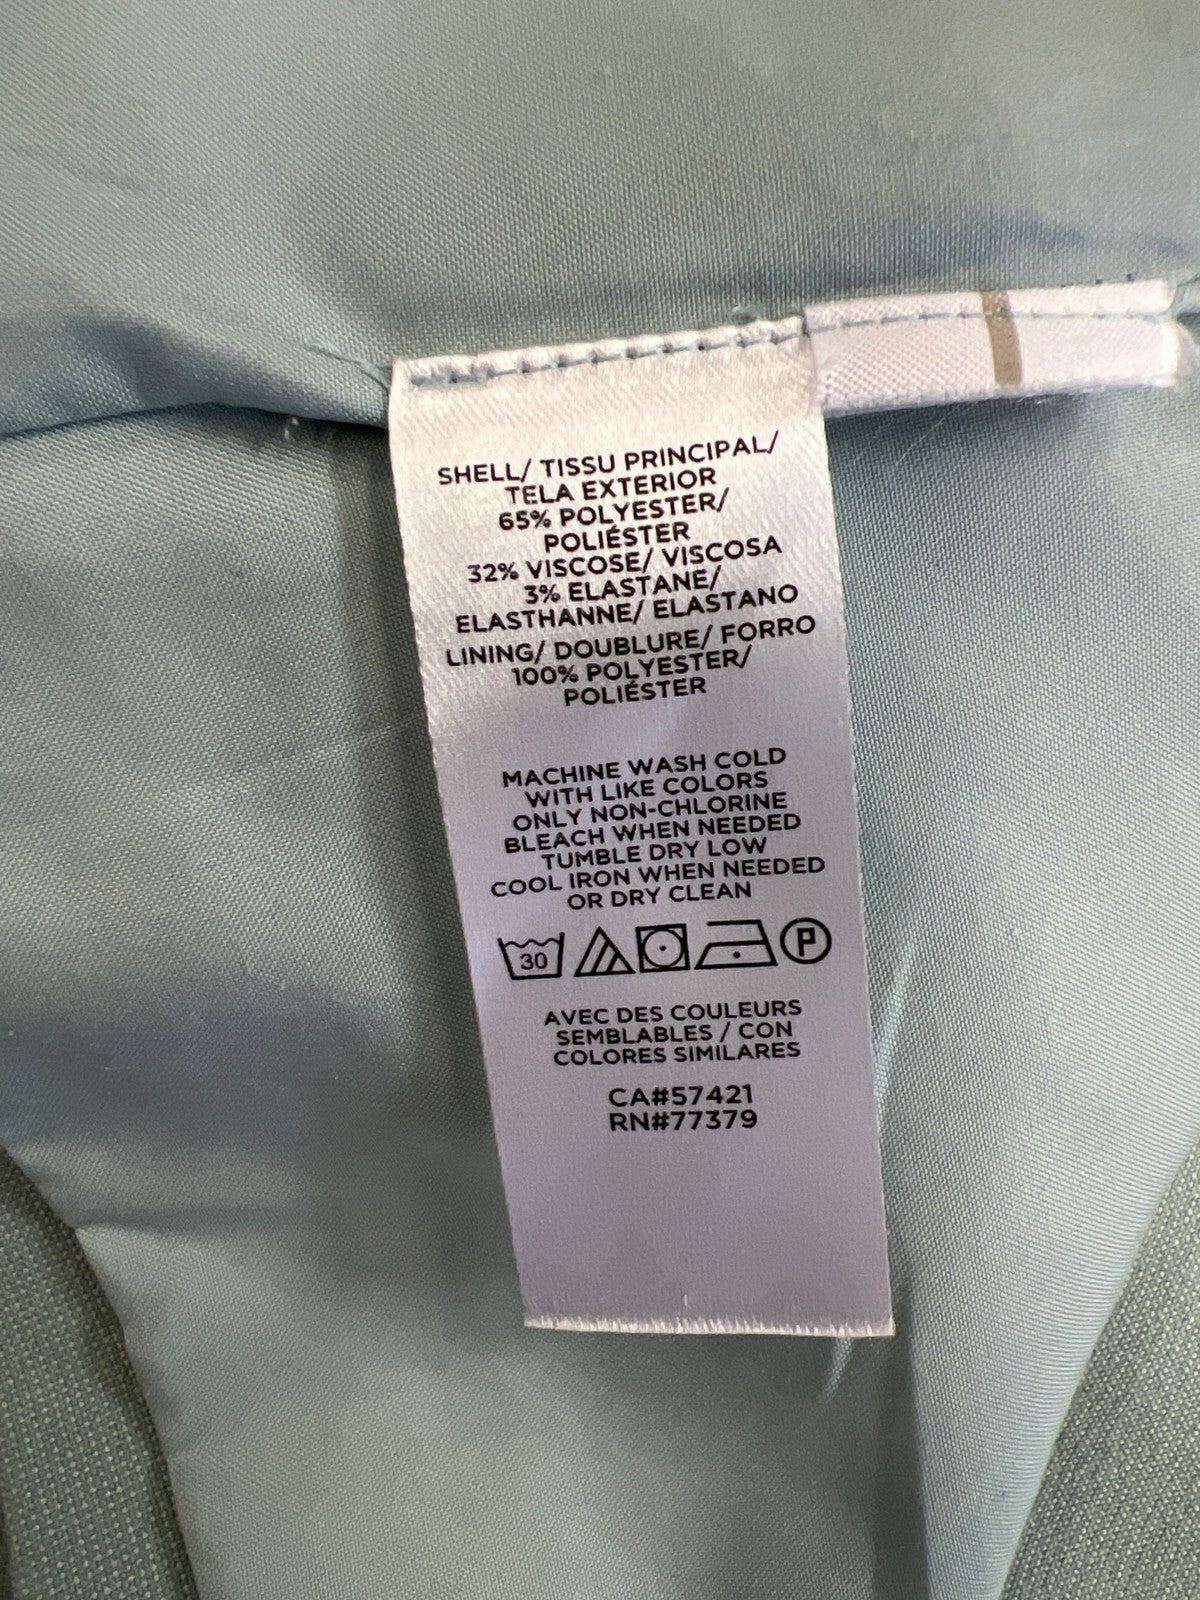 SHELL/ TISSU PRINCIPAL/
TELA EXTERIOR
65% POLYESTER/
POLIÉSTER
32% VISCOSE/ VISCOSA
3% ELASTANE/
ELASTHANNE/ ELASTANO
LINING/ DOUBLURE/ FORRO
100% POLYESTER/
POLIÉSTER
MACHINE WASH COLD
WITH LIKE COLORS
ONLY NON-CHLORINE
BLEACH WHEN NEEDED
TUMBLE DRY LOW
COOL IRON WHEN NEEDED
OR DRY CLEAN
30 P
AVEC DES COULEURS
SEMBLABLES / CON
COLORES SIMILARES
CA#57421
RN#77379